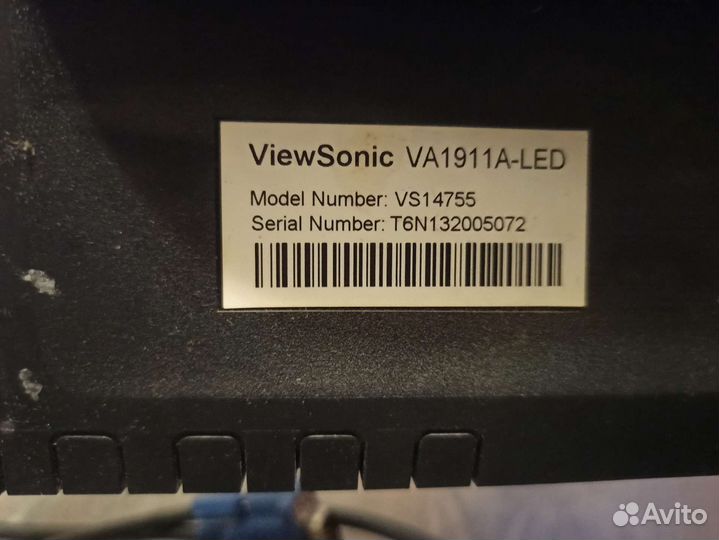 ViewSonic VA1911A-LED
Model Number: VS14755
Serial Number: T6N132005072
Avito